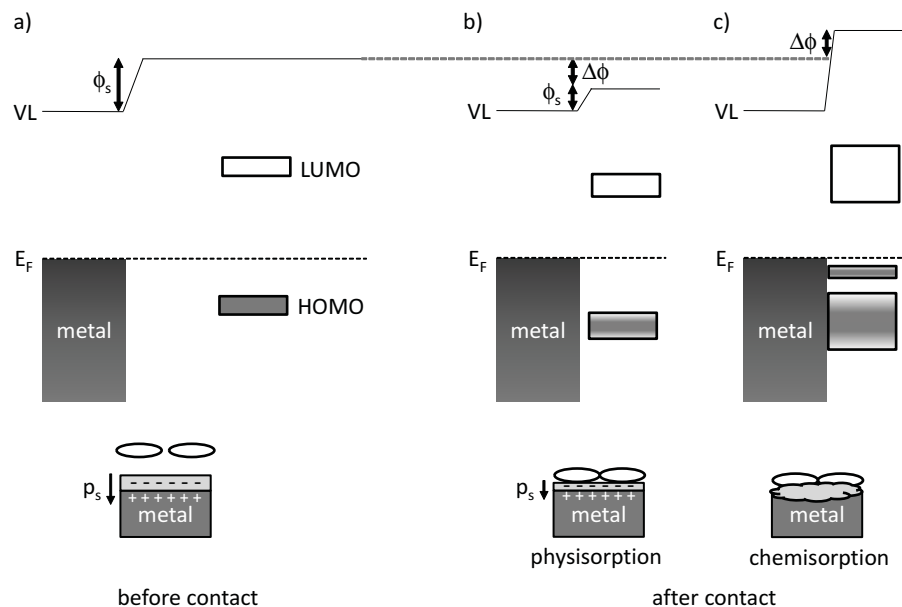 a)
b)
c)
ϕs
Δϕ
ϕs
Δϕ
VL
VL
VL
LUMO
EF
EF
EF
HOMO
metal
metal
metal
ps
- - - - - -
+ + + + + +
metal
ps
- - - - - -
+ + + + + +
metal
metal
physisorption
chemisorption
before contact
after contact